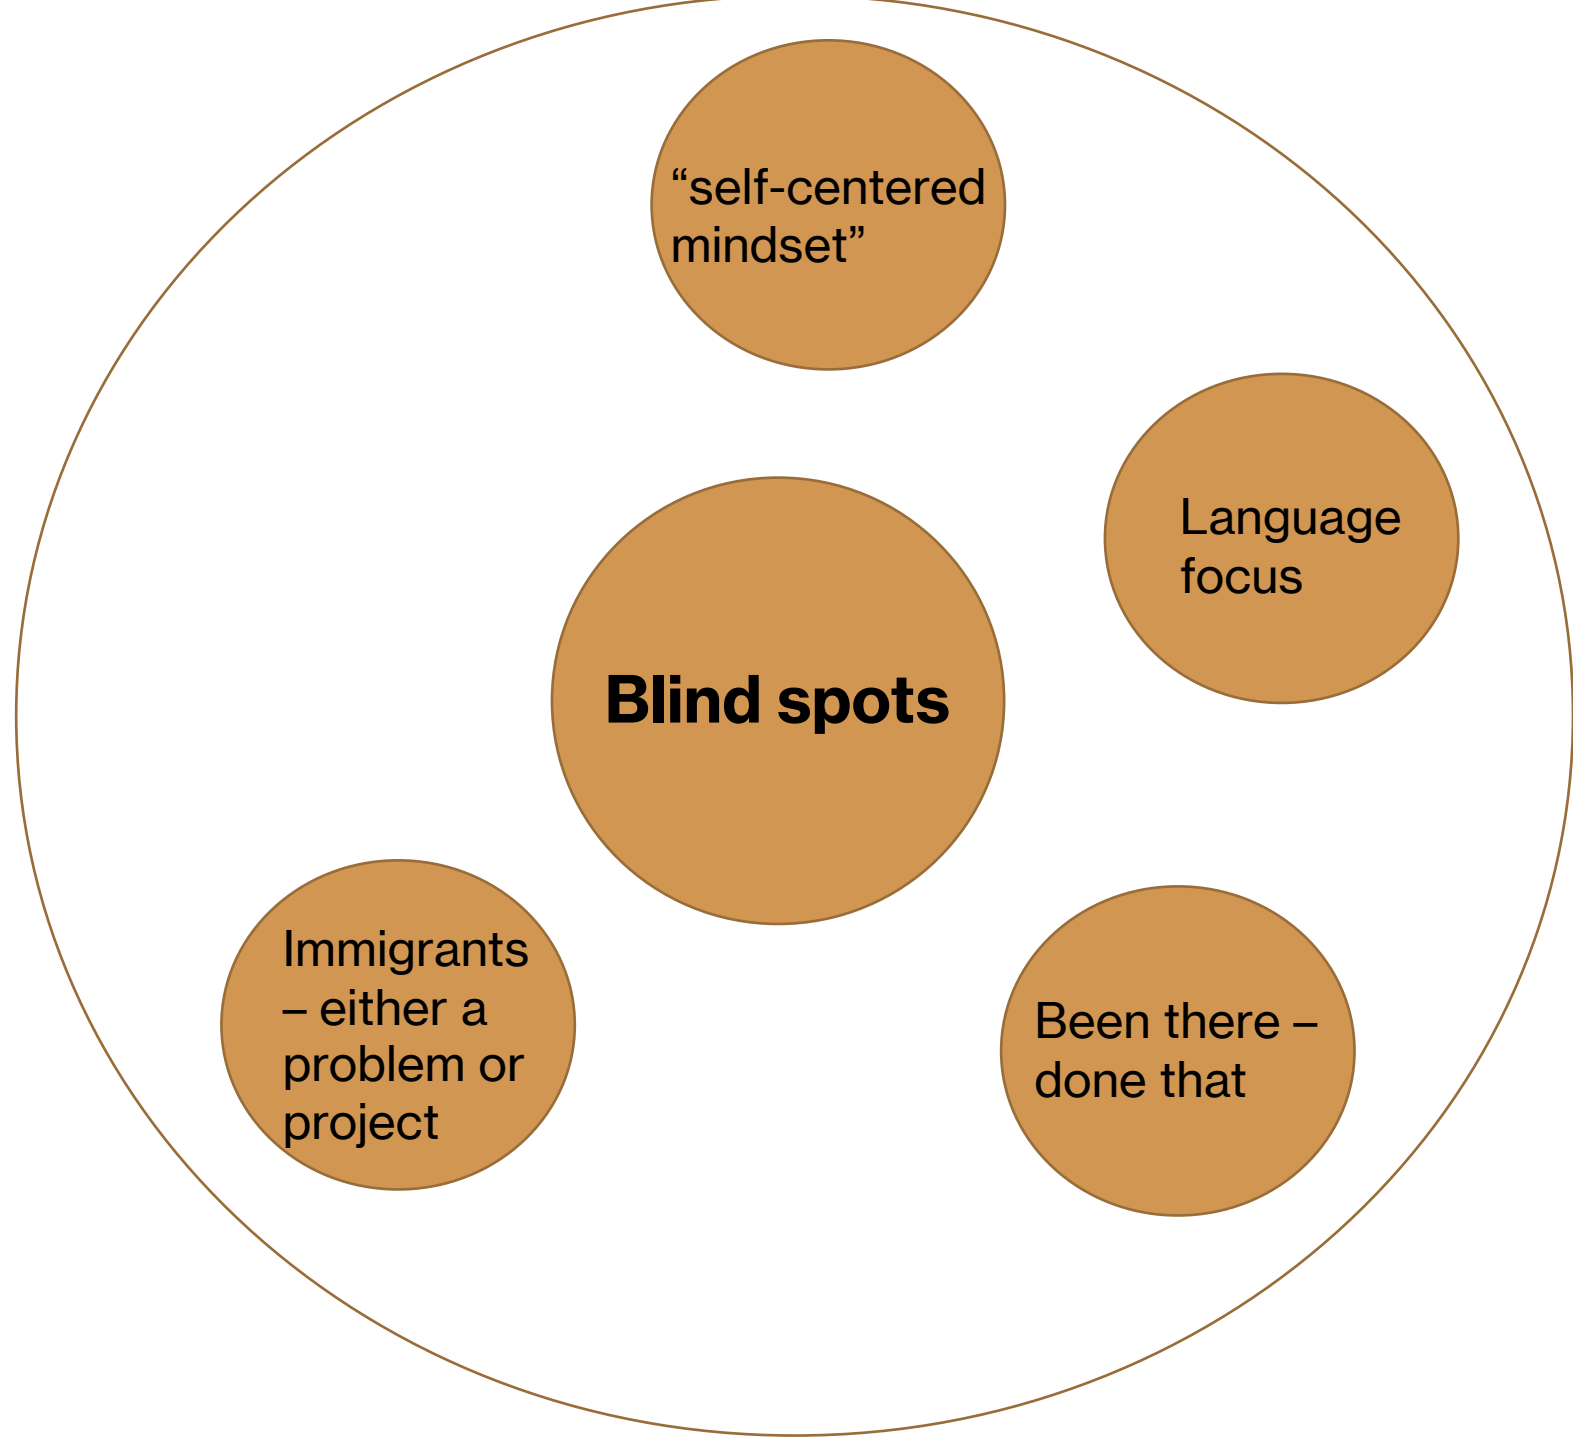 “self-centered
mindset”
Language
focus
Blind spots
Immigrants
– either a
problem or
project
Been there –
done that